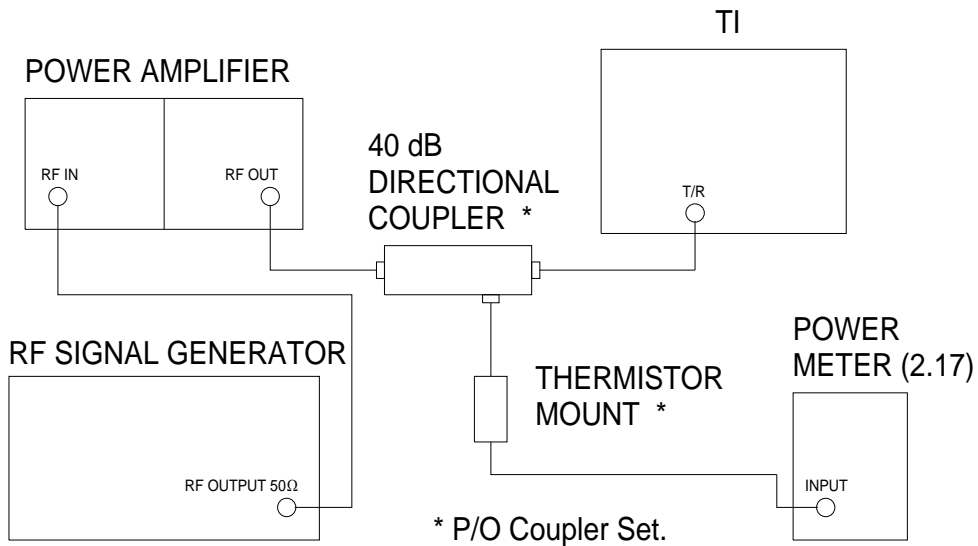 TI
POWER AMPLIFIER
RF IN
RF OUT
40 dB
DIRECTIONAL
COUPLER *
T/R
RF SIGNAL GENERATOR
RF OUTPUT 50Ω
THERMISTOR
MOUNT *
POWER
METER (2.17)
INPUT
* P/O Coupler Set.